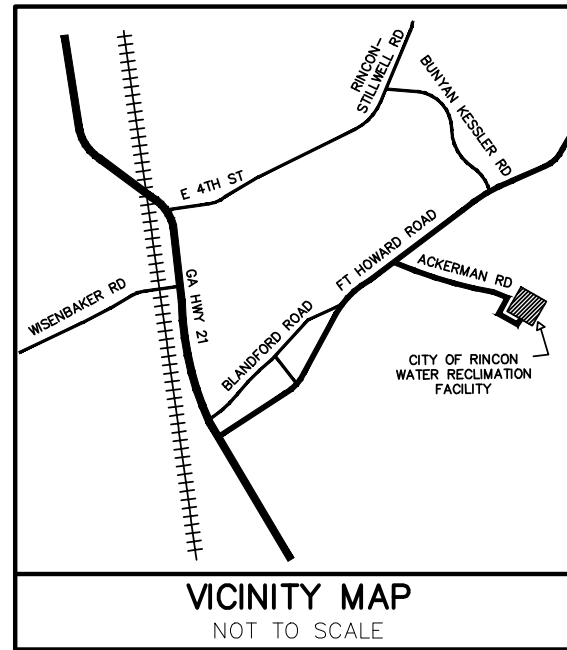 RINCON-
STILLWELL RD
BUNYAN KESSLER RD
E 4TH ST
FT HOWARD ROAD
ACKERMAN RD
WISENBAKER RD
GA HWY 21
BLANDFORD ROAD
CITY OF RINCON
WATER RECLIMATION
FACILITY
VICINITY MAP
NOT TO SCALE